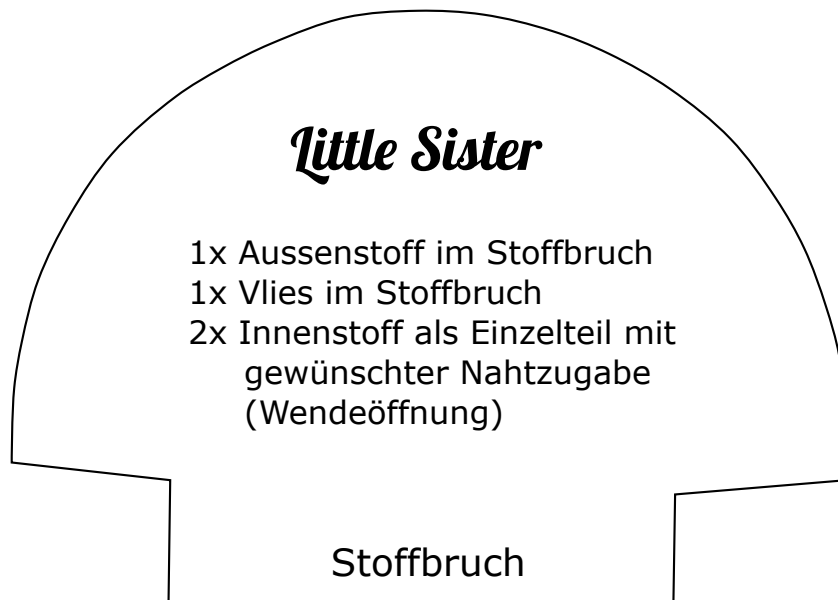 Little Sister
1x Aussenstoff im Stoffbruch
1x Vlies im Stoffbruch
2x Innenstoff als Einzelteil mit
gewünschter Nahtzugabe
(Wendeöffnung)
Stoffbruch